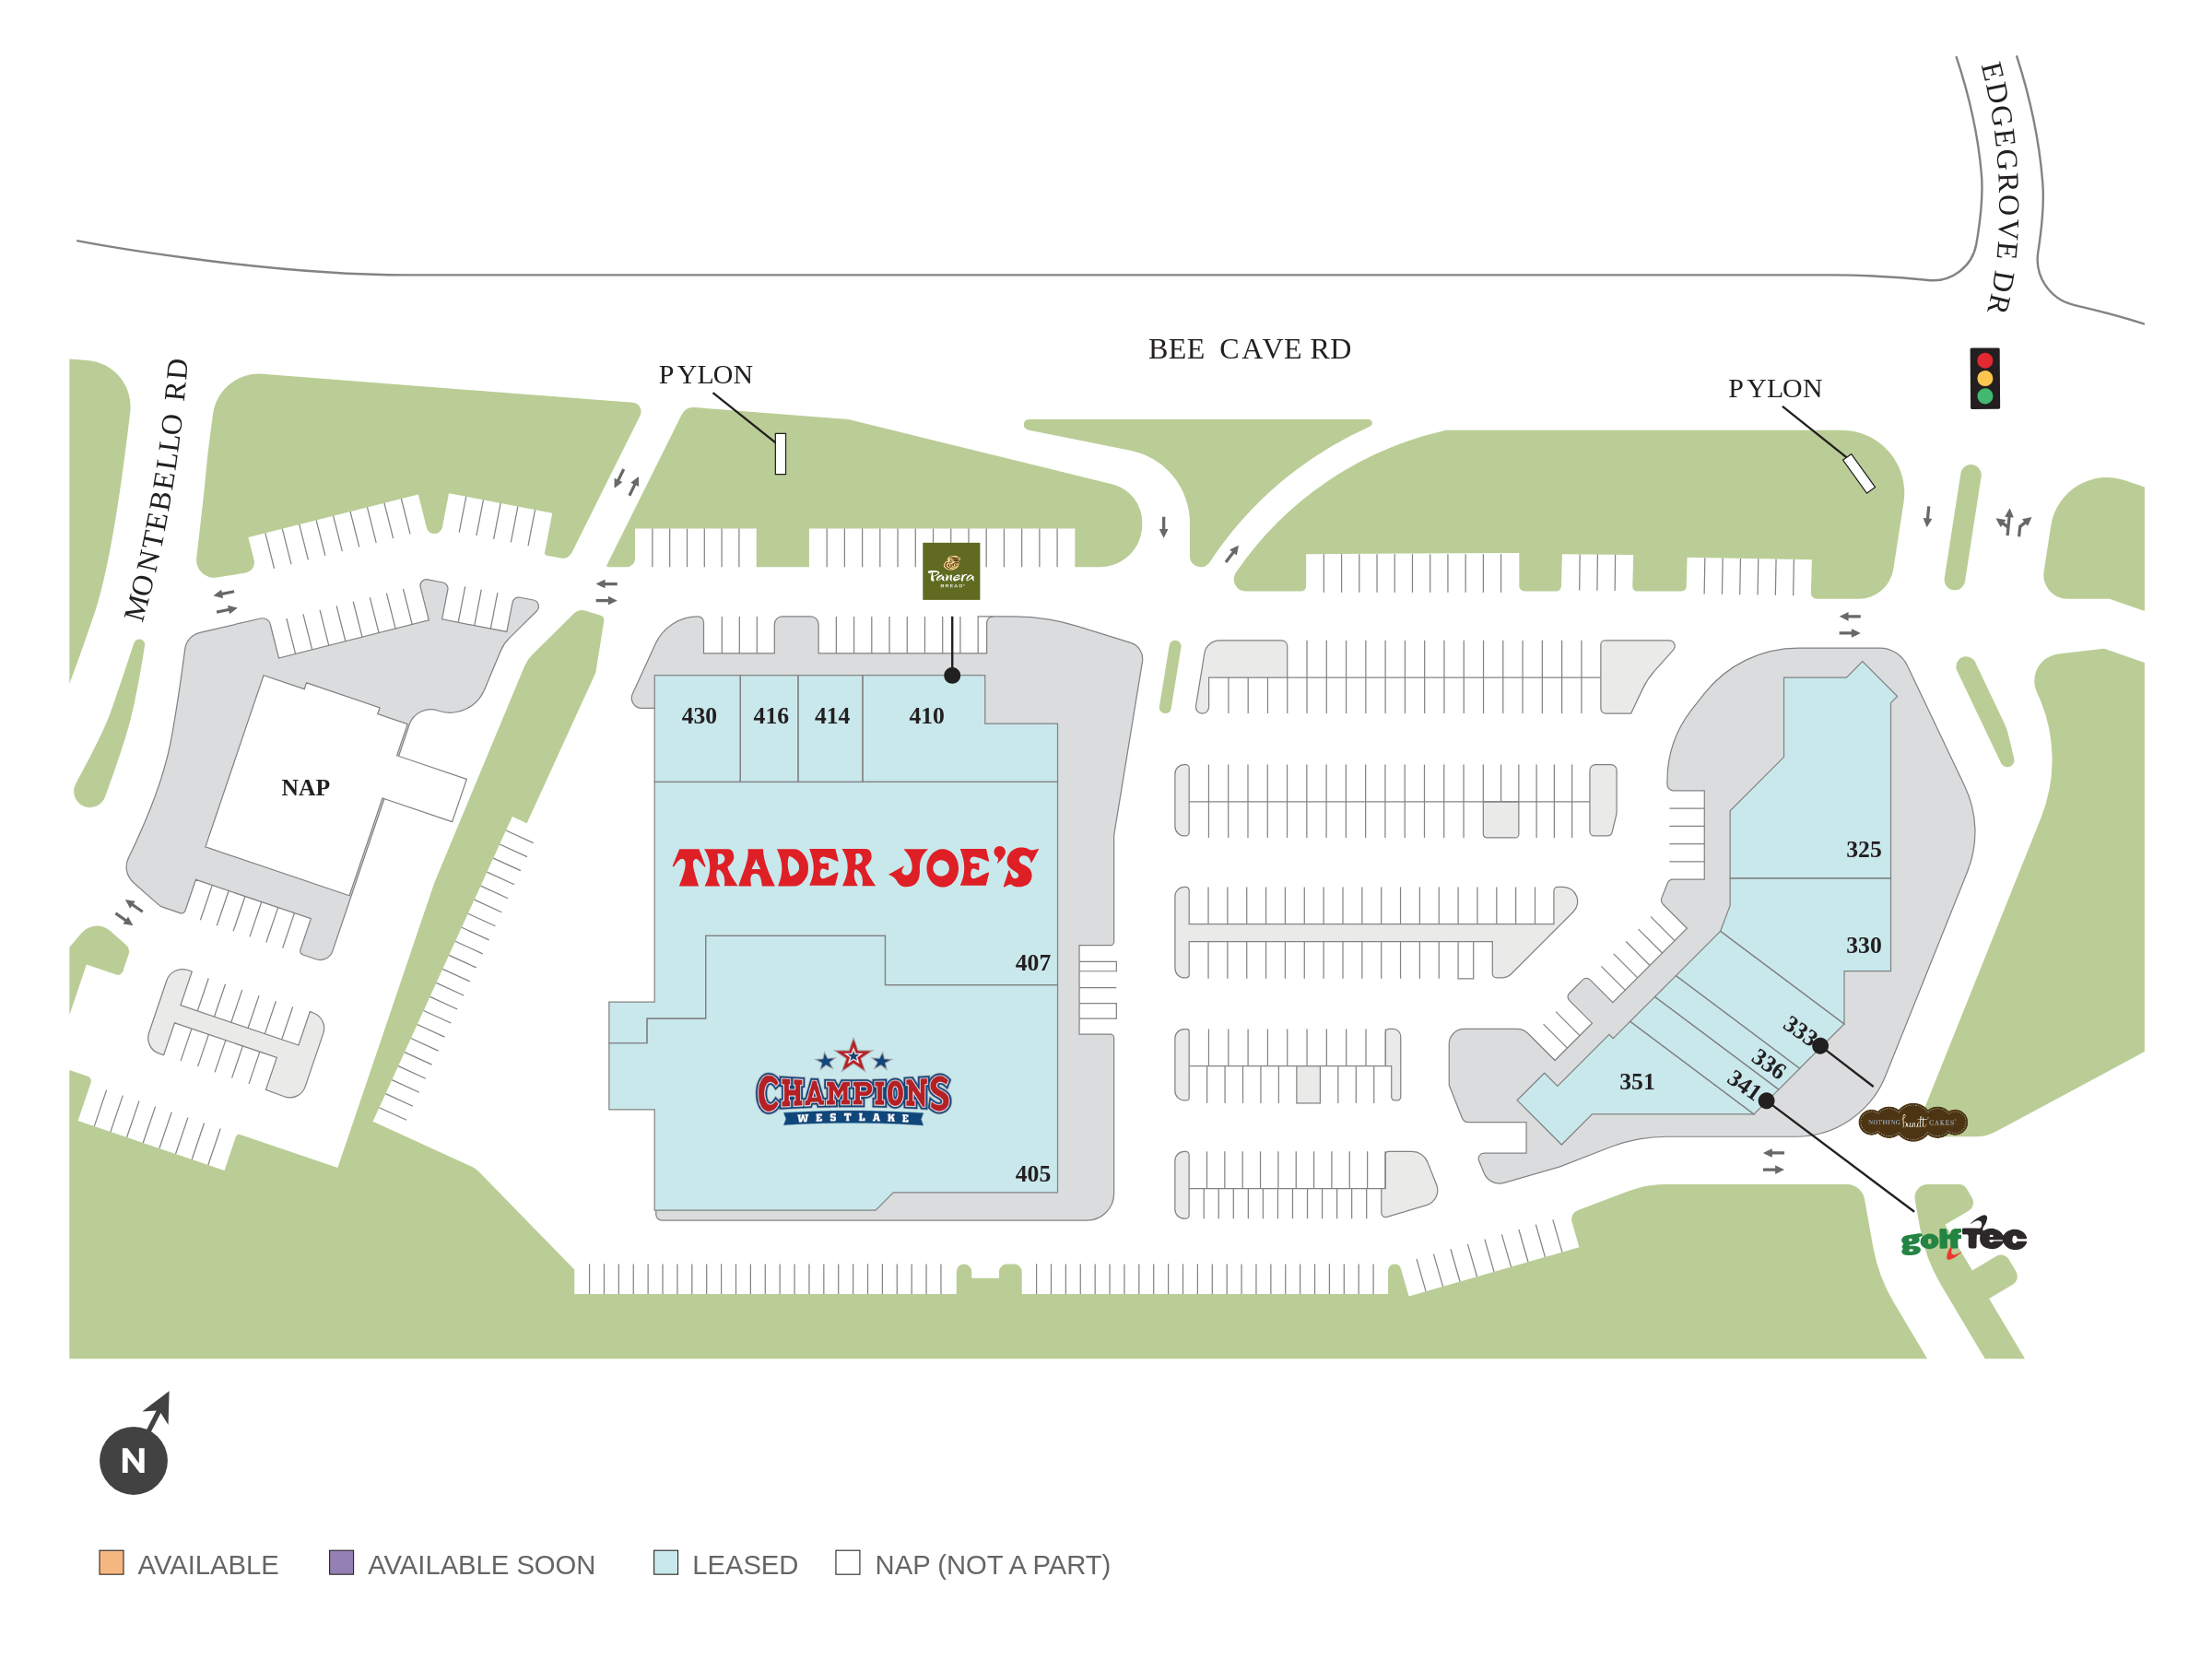 EDGEGROVE DR
BEE CAVE RD
PYLON
PYLON
MONTEBELLO RD
Panera
BREAD
430
416
414
410
NAP
TRADER JOE'S
325
330
407
333
336
341
351
CHAMPIONS
WESTLAKE
NOTHING bundt CAKES
405
golfTEC
N
AVAILABLE
AVAILABLE SOON
LEASED
NAP (NOT A PART)